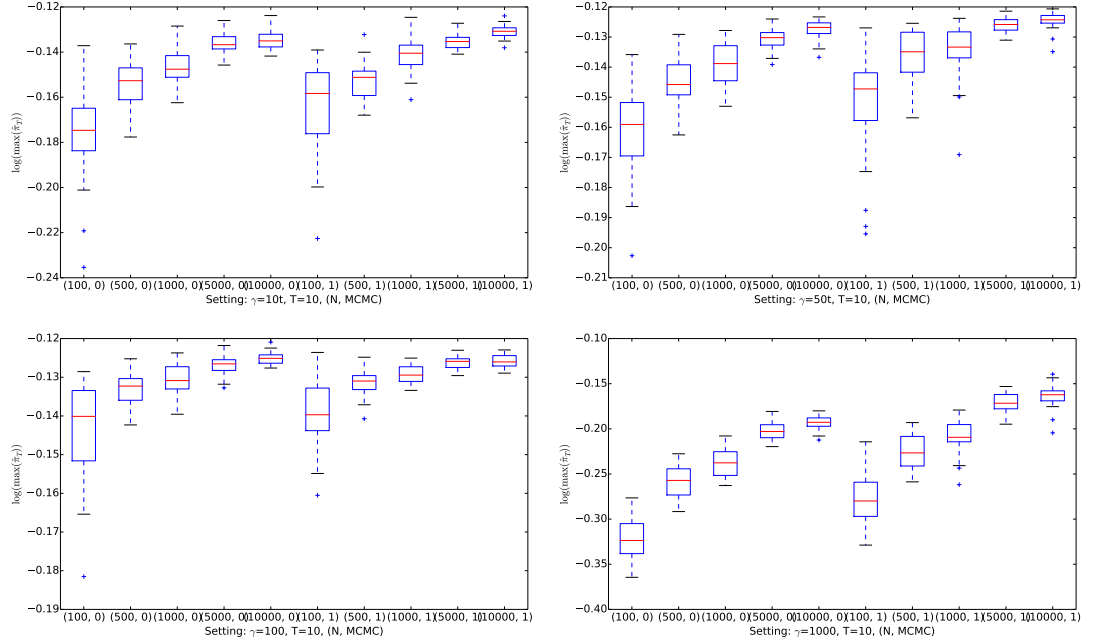 −0.12
−0.14
−0.16
−0.18
−0.20
−0.22
−0.24
log(max(π̂_𝒯))
(100, 0) (500, 0) (1000, 0) (5000, 0) (10000, 0) (100, 1) (500, 1) (1000, 1) (5000, 1) (10000, 1)
Setting: γ=10t, T=10, (N, MCMC)
−0.12
−0.13
−0.14
−0.15
−0.16
−0.17
−0.18
−0.19
−0.20
−0.21
log(max(π̂_𝒯))
(100, 0) (500, 0) (1000, 0) (5000, 0) (10000, 0) (100, 1) (500, 1) (1000, 1) (5000, 1) (10000, 1)
Setting: γ=50t, T=10, (N, MCMC)
−0.12
−0.13
−0.14
−0.15
−0.16
−0.17
−0.18
−0.19
log(max(π̂_𝒯))
(100, 0) (500, 0) (1000, 0) (5000, 0) (10000, 0) (100, 1) (500, 1) (1000, 1) (5000, 1) (10000, 1)
Setting: γ=100, T=10, (N, MCMC)
−0.10
−0.15
−0.20
−0.25
−0.30
−0.35
−0.40
log(max(π̂_𝒯))
(100, 0) (500, 0) (1000, 0) (5000, 0) (10000, 0) (100, 1) (500, 1) (1000, 1) (5000, 1) (10000, 1)
Setting: γ=1000, T=10, (N, MCMC)